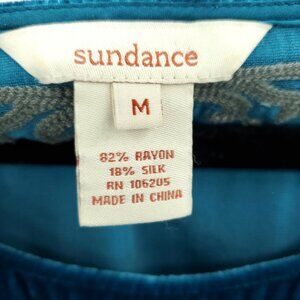 sundance
M
82% RAYON
18% SILK
RN 106205
MADE IN CHINA